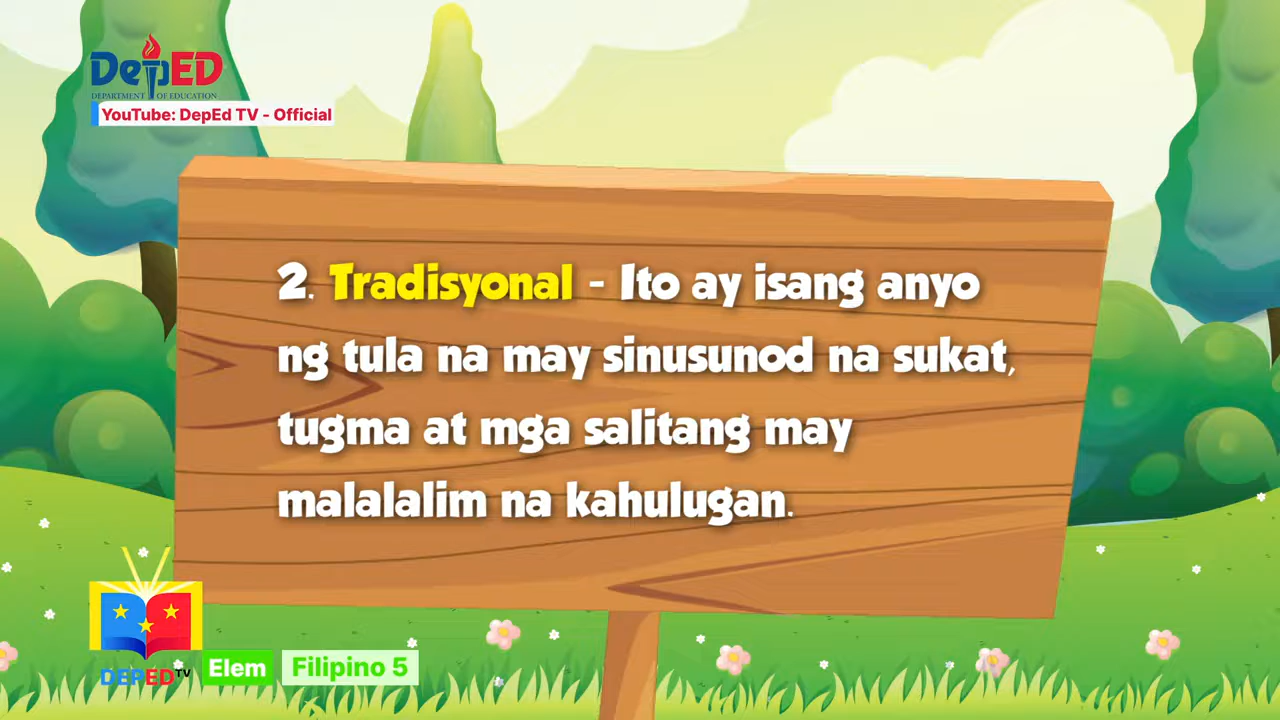 DepED
DEPARTMENT OF EDUCATION
YouTube: DepEd TV - Official
2. Tradisyonal - Ito ay isang anyo
ng tula na may sinusunod na sukat,
tugma at mga salitang may
malalalim na kahulugan.
DEPED TV
Elem
Filipino 5